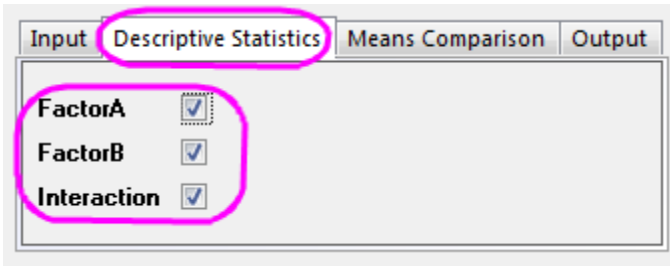 Input Descriptive Statistics Means Comparison Output
FactorA
FactorB
Interaction